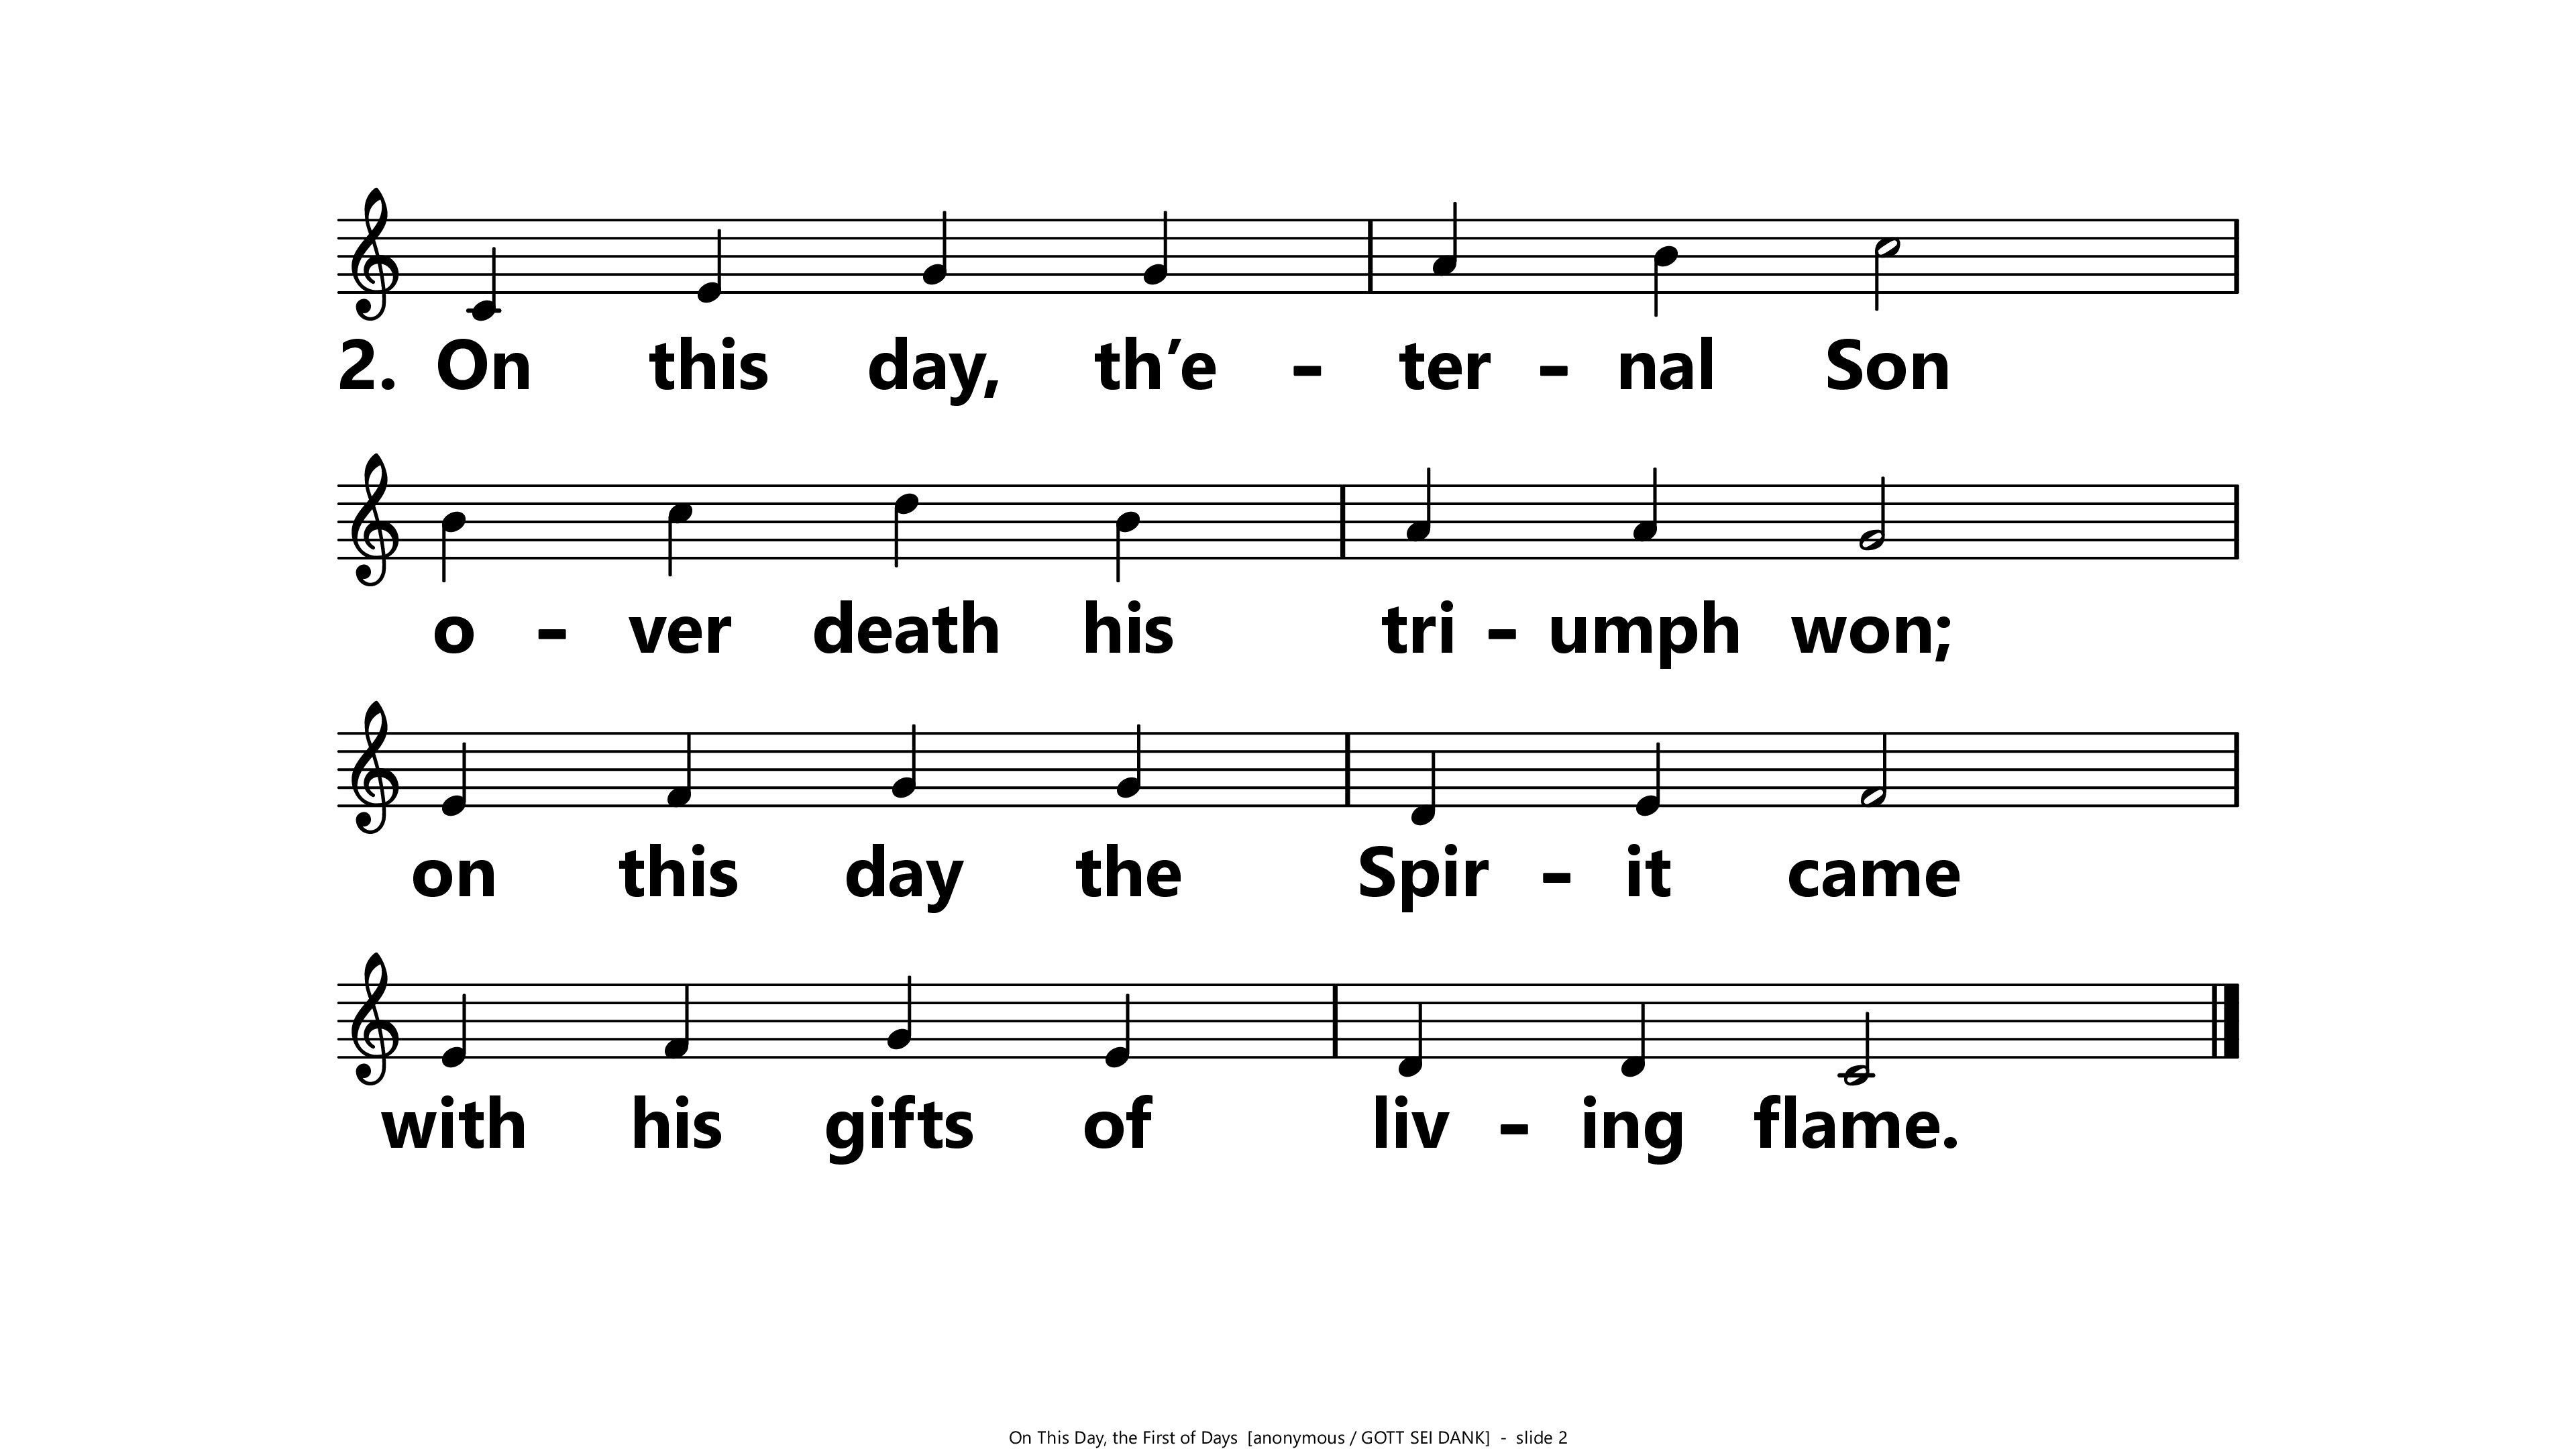 2. On this day, th’e - ter - nal Son
o - ver death his tri - umph won;
on this day the Spir - it came
with his gifts of liv - ing flame.
On This Day, the First of Days [anonymous / GOTT SEI DANK] - slide 2